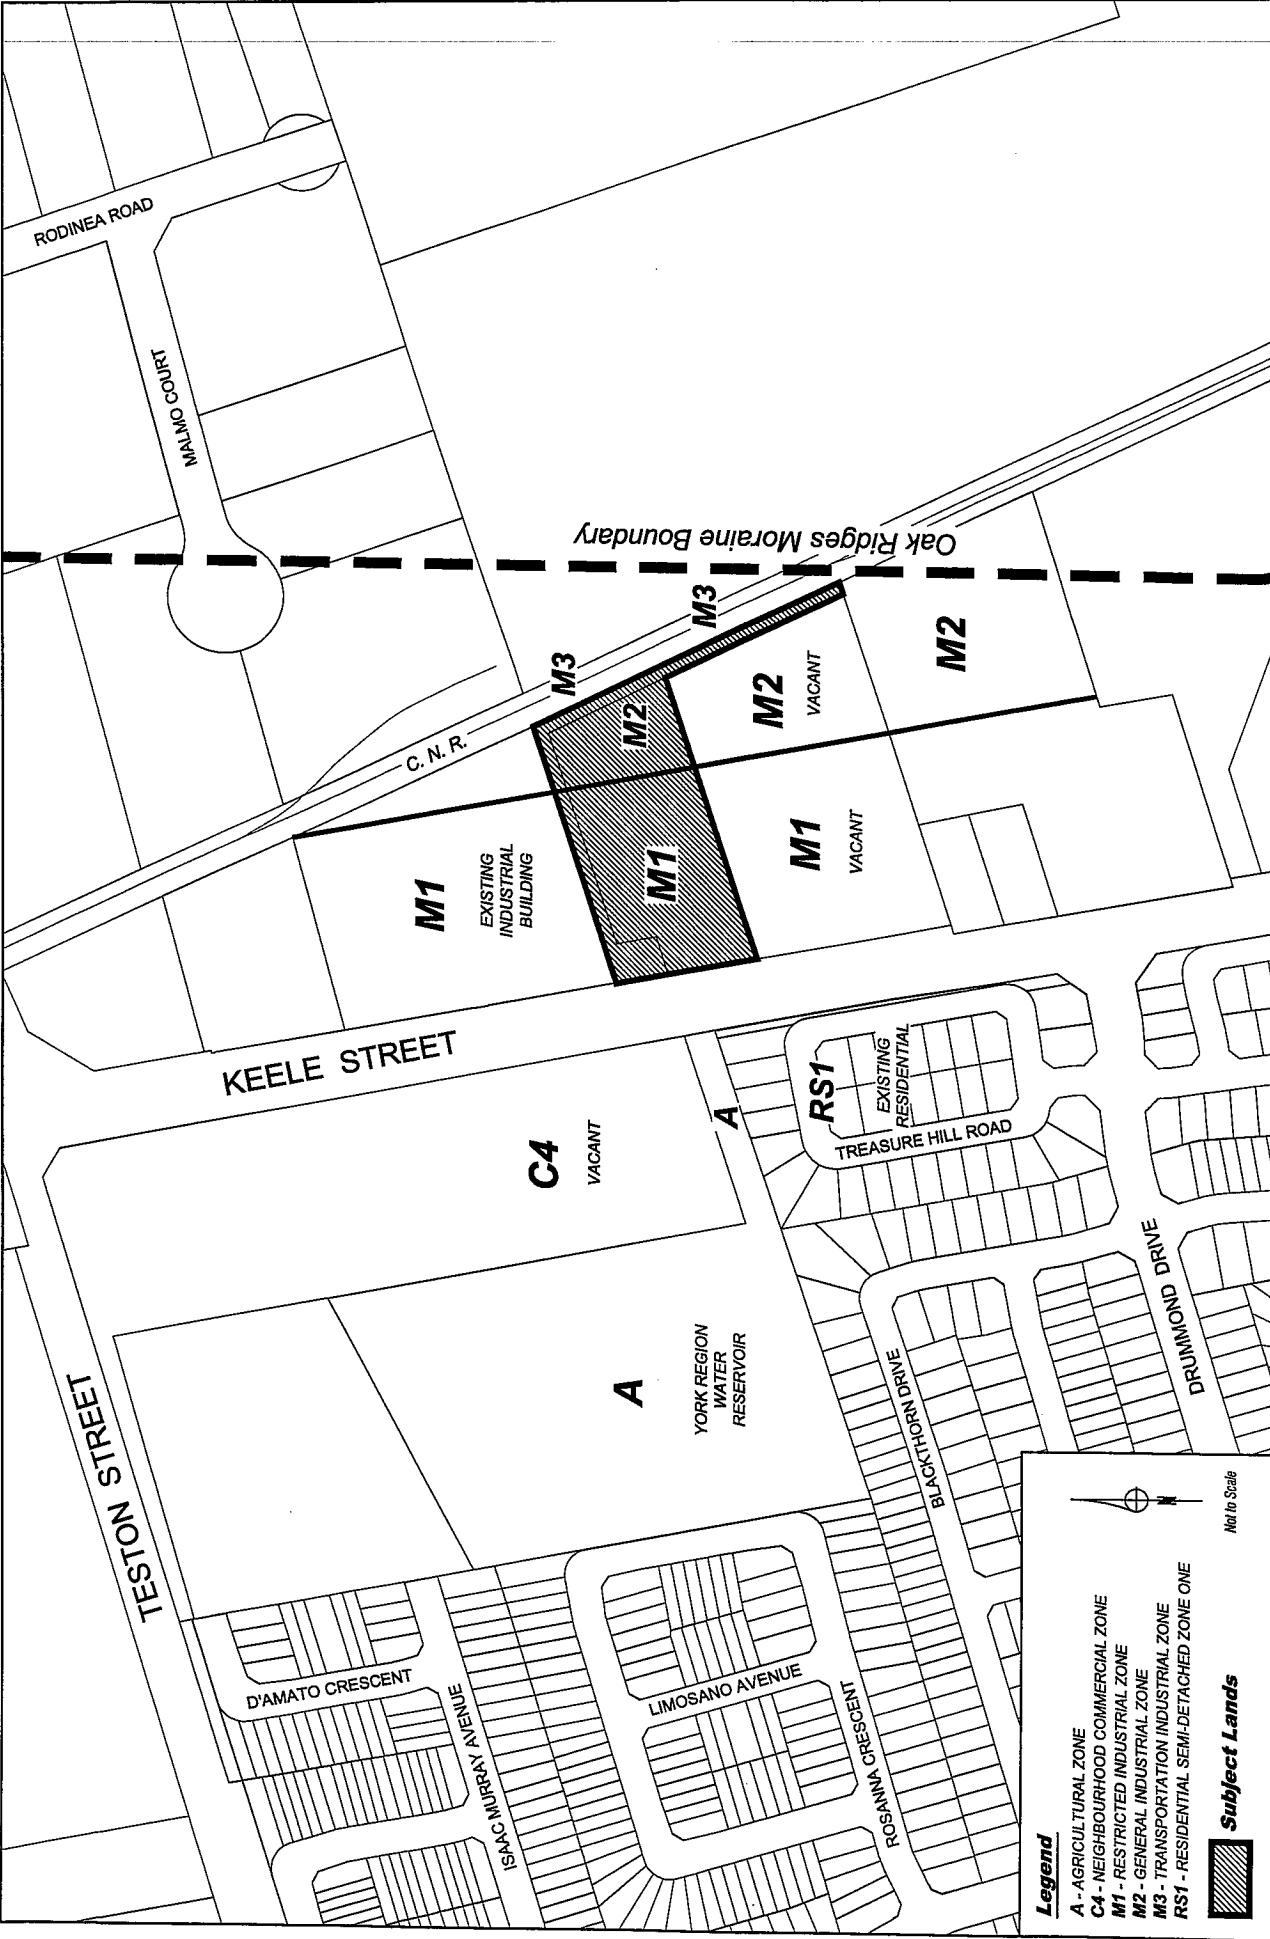 RODINEA ROAD
MALMO COURT
Oak Ridges Moraine Boundary
C. N. R.
M3
M3
M2
M2
VACANT
M2
M1
EXISTING
INDUSTRIAL
BUILDING
M1
M1
VACANT
KEELE STREET
TESTON STREET
C4
VACANT
A
RS1
EXISTING
RESIDENTIAL
TREASURE HILL ROAD
A
YORK REGION
WATER
RESERVOIR
BLACKTHORN DRIVE
DRUMMOND DRIVE
D'AMATO CRESCENT
ISAAC MURRAY AVENUE
LIMOSANO AVENUE
ROSANNA CRESCENT
Legend
A - AGRICULTURAL ZONE
C4 - NEIGHBOURHOOD COMMERCIAL ZONE
M1 - RESTRICTED INDUSTRIAL ZONE
M2 - GENERAL INDUSTRIAL ZONE
M3 - TRANSPORTATION INDUSTRIAL ZONE
RS1 - RESIDENTIAL SEMI-DETACHED ZONE ONE
Subject Lands
N
Not to Scale